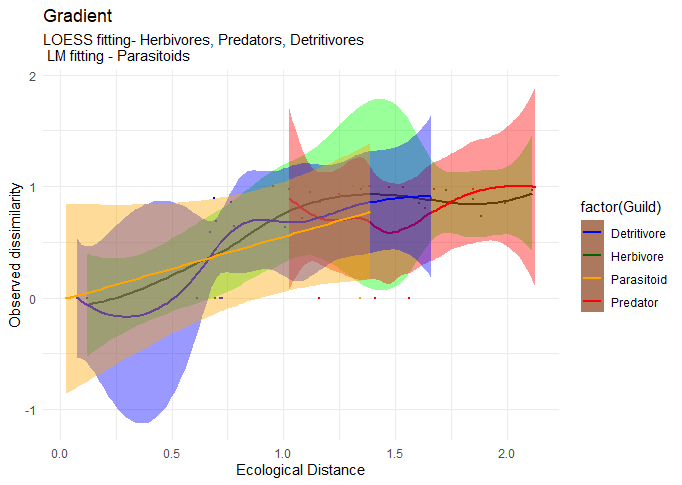 Gradient
LOESS fitting- Herbivores, Predators, Detritivores
LM fitting - Parasitoids
2
1
0
-1
Observed dissimilarity
0.0 0.5 1.0 1.5 2.0
Ecological Distance
factor(Guild)
Detritivore
Herbivore
Parasitoid
Predator